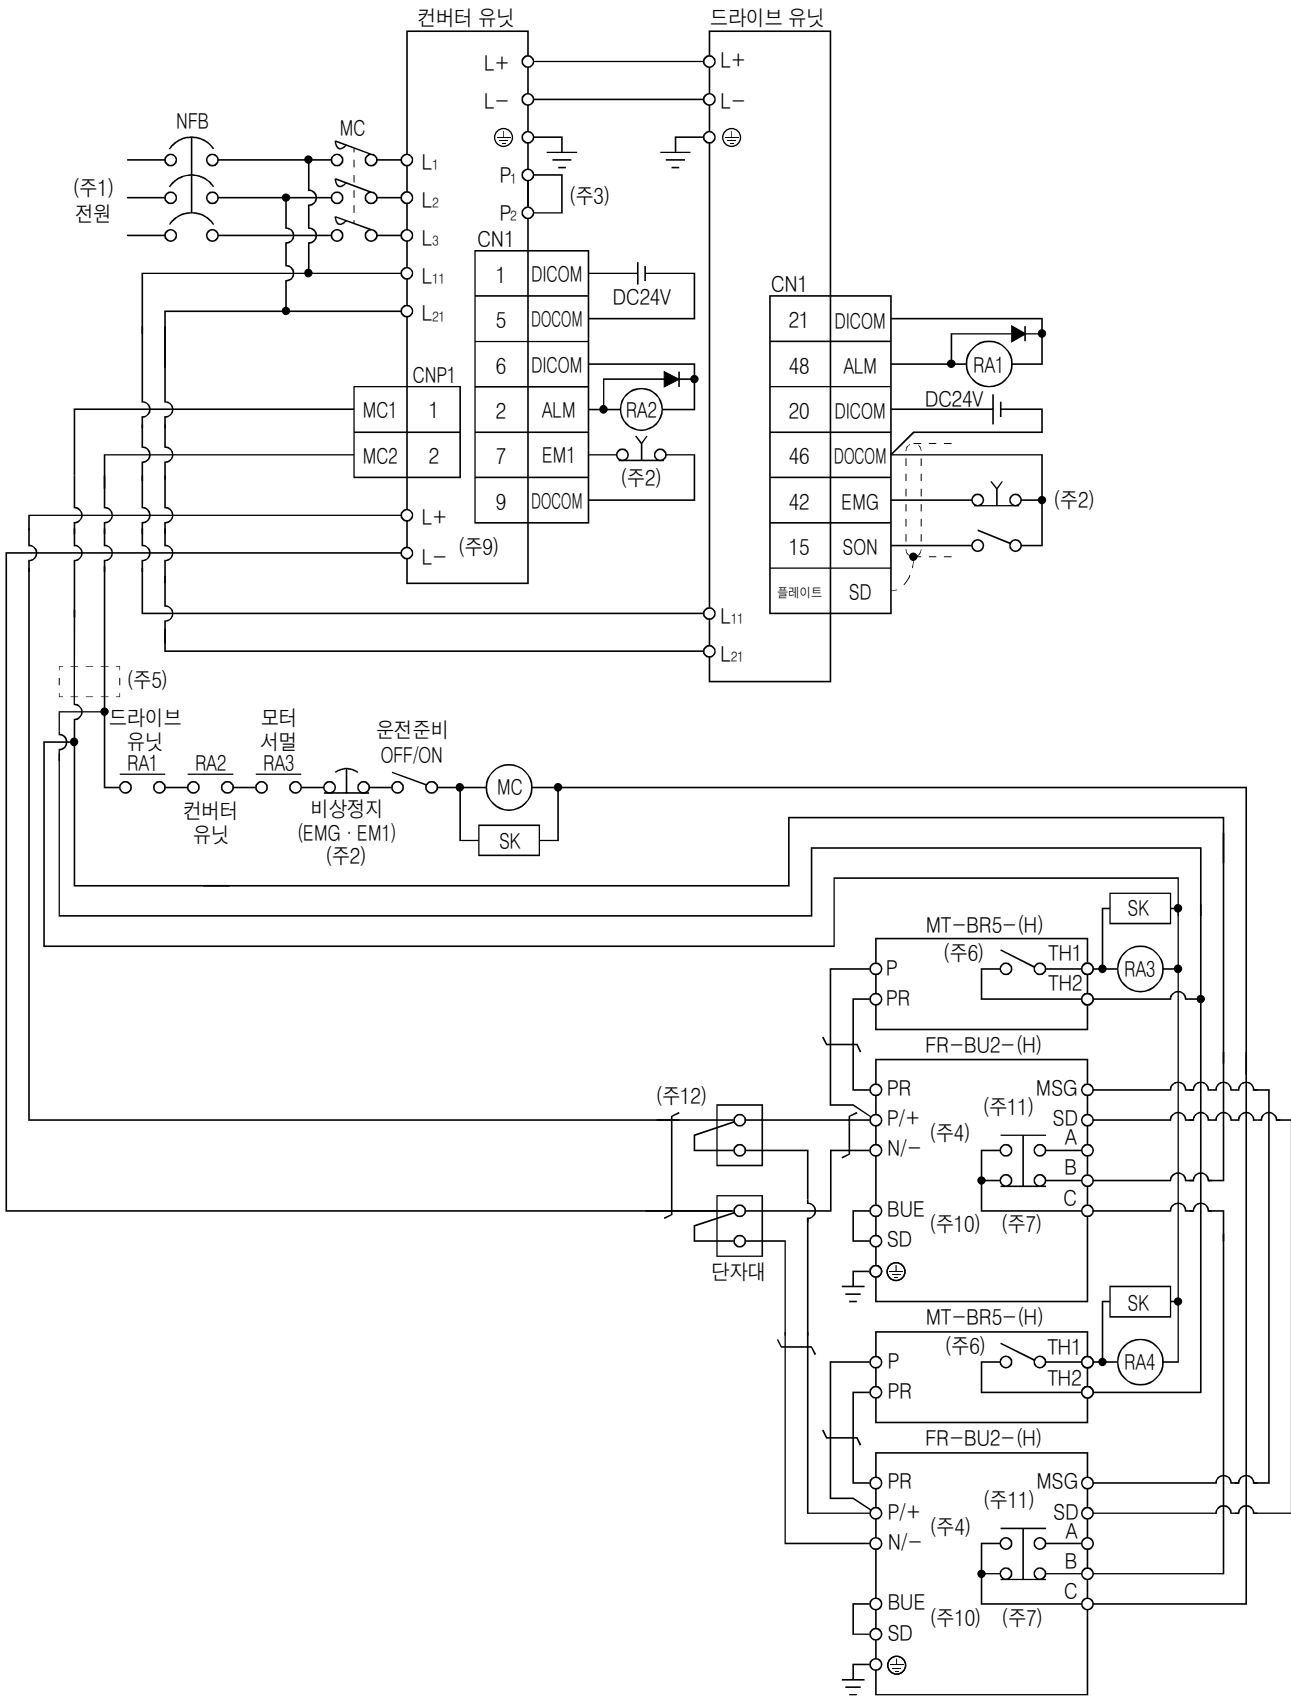 컨버터 유닛
드라이브 유닛
L+
L+
L-
L-
NFB
MC
(주1)
전원
L1
L2
L3
L11
L21
P1
P2
(주3)
CN1
1 DICOM
5 DOCOM
6 DICOM
2 ALM
7 EM1
9 DOCOM
DC24V
RA2
(주2)
CNP1
MC1 1
MC2 2
L+
L-
(주9)
CN1
21 DICOM
48 ALM
20 DICOM
46 DOCOM
42 EMG
15 SON
플레이트 SD
RA1
DC24V
(주2)
L11
L21
(주5)
드라이브
유닛
RA1
RA2
컨버터
유닛
모터
서멀
RA3
비상정지
(EMG · EM1)
(주2)
운전준비
OFF/ON
MC
SK
MT-BR5-(H)
(주6)
P
PR
TH1
TH2
SK
RA3
FR-BU2-(H)
PR
P/+
N/-
(주4)
(주11)
MSG
SD
A
B
C
BUE
SD
(주10)
(주7)
(주12)
단자대
MT-BR5-(H)
(주6)
P
PR
TH1
TH2
SK
RA4
FR-BU2-(H)
PR
P/+
N/-
(주4)
(주11)
MSG
SD
A
B
C
BUE
SD
(주10)
(주7)